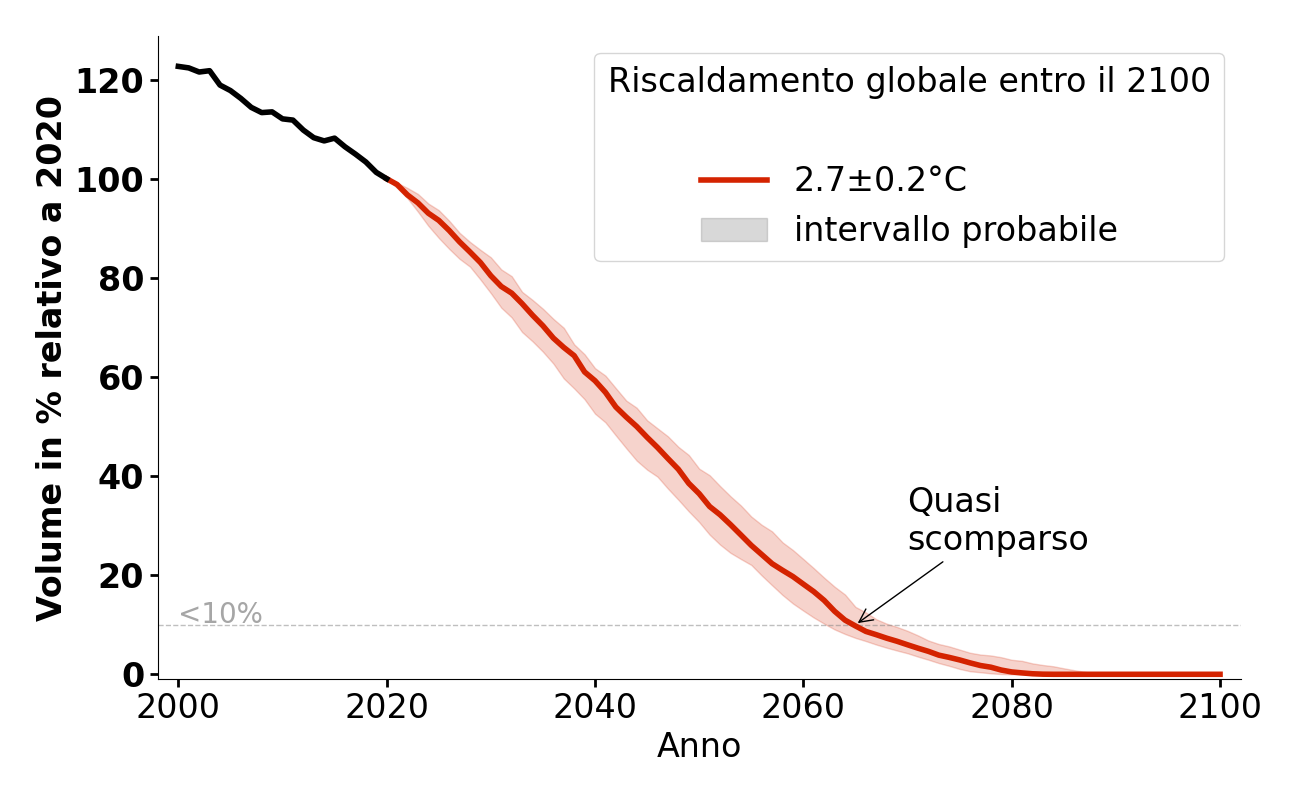 Riscaldamento globale entro il 2100
2.7±0.2°C
intervallo probabile
Volume in % relativo a 2020
120
100
80
60
40
20
0
Quasi
scomparso
<10%
2000
2020
2040
2060
2080
2100
Anno